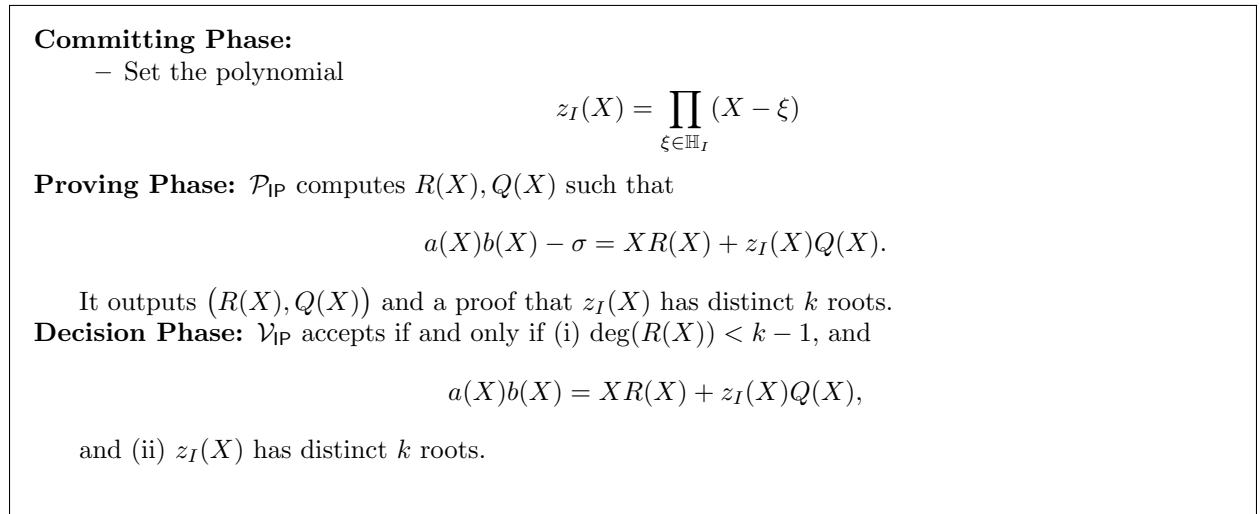 Committing Phase:
– Set the polynomial
z_I(X) = ∏_{ξ∈ℍ_I} (X − ξ)
Proving Phase: 𝒫_IP computes R(X), Q(X) such that
a(X)b(X) − σ = XR(X) + z_I(X)Q(X).
It outputs (R(X), Q(X)) and a proof that z_I(X) has distinct k roots.
Decision Phase: 𝒱_IP accepts if and only if (i) deg(R(X)) < k − 1, and
a(X)b(X) = XR(X) + z_I(X)Q(X),
and (ii) z_I(X) has distinct k roots.